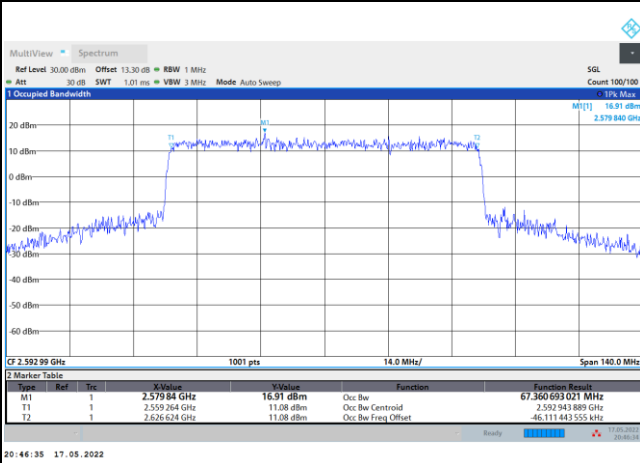 MultiView Spectrum
Ref Level 30.00 dBm Offset 13.30 dB RBW 1 MHz SGL
Att 30 dB SWT 1.01 ms VBW 3 MHz Mode Auto Sweep Count 100/100
1 Occupied Bandwidth 1Pk Max
M1[1] 16.91 dBm
2.579 840 GHz
20 dBm
T1 M1 T2
10 dBm
0 dBm
-10 dBm
-20 dBm
-30 dBm
-40 dBm
-50 dBm
-60 dBm
CF 2.592 99 GHz 1001 pts 14.0 MHz/ Span 140.0 MHz
2 Marker Table
Type Ref Trc X-Value Y-Value Function Function Result
M1 1 2.579 84 GHz 16.91 dBm Occ Bw 67.360 693 021 MHz
T1 1 2.559 264 GHz 11.08 dBm Occ Bw Centroid 2.592 943 889 GHz
T2 1 2.626 624 GHz 11.08 dBm Occ Bw Freq Offset -46.111 443 555 kHz
Ready 17.05.2022
20:46:34
20:46:35 17.05.2022